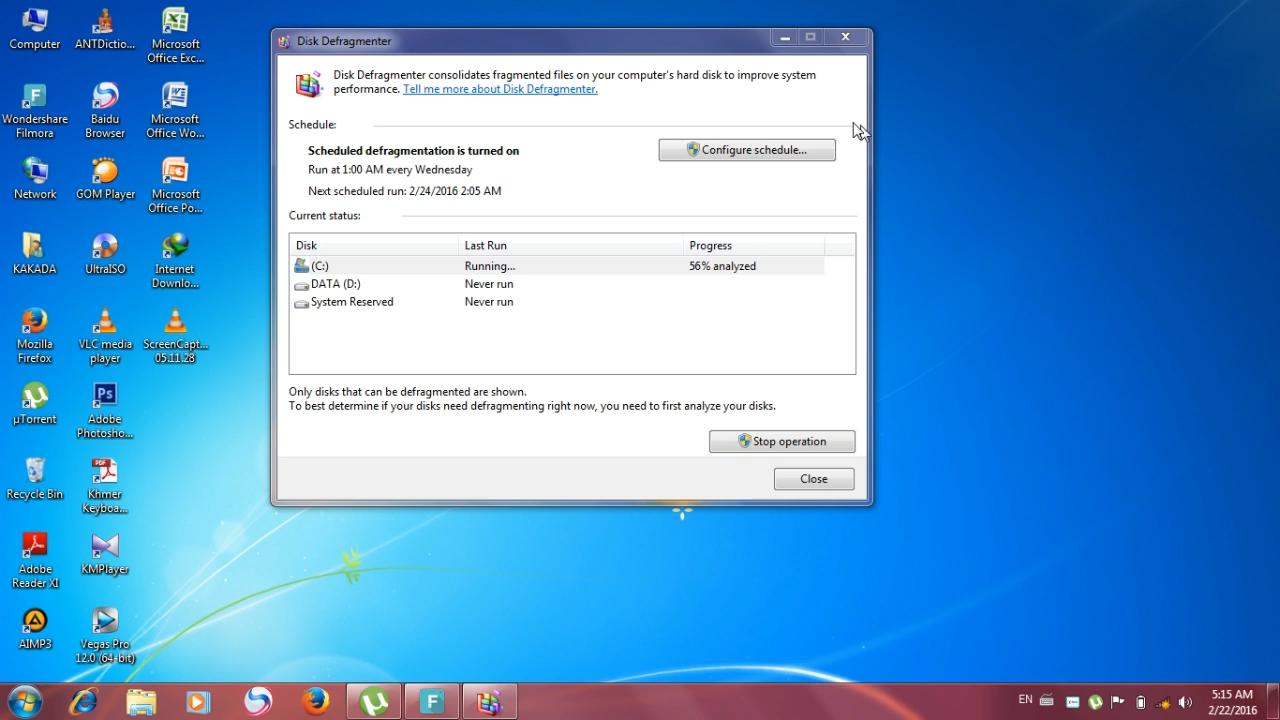 Computer
ANTDictio...
Microsoft
Office Exc...
Wondershare
Filmora
Baidu
Browser
Microsoft
Office Wo...
Network
GOM Player
Microsoft
Office Po...
KAKADA
UltraISO
Internet
Downlo...
Mozilla
Firefox
VLC media
player
ScreenCapt...
05.11.28
µTorrent
Ps
Adobe
Photosho...
Recycle Bin
PDF
Khmer
Keyboa...
Adobe
Reader XI
KMPlayer
AIMP3
Vegas Pro
12.0 (64-bit)
Disk Defragmenter
Disk Defragmenter consolidates fragmented files on your computer's hard disk to improve system
performance. Tell me more about Disk Defragmenter.
Schedule:
Scheduled defragmentation is turned on
Configure schedule...
Run at 1:00 AM every Wednesday
Next scheduled run: 2/24/2016 2:05 AM
Current status:
Disk Last Run Progress
(C:) Running... 56% analyzed
DATA (D:) Never run
System Reserved Never run
Only disks that can be defragmented are shown.
To best determine if your disks need defragmenting right now, you need to first analyze your disks.
Stop operation
Close
EN
5:15 AM
2/22/2016